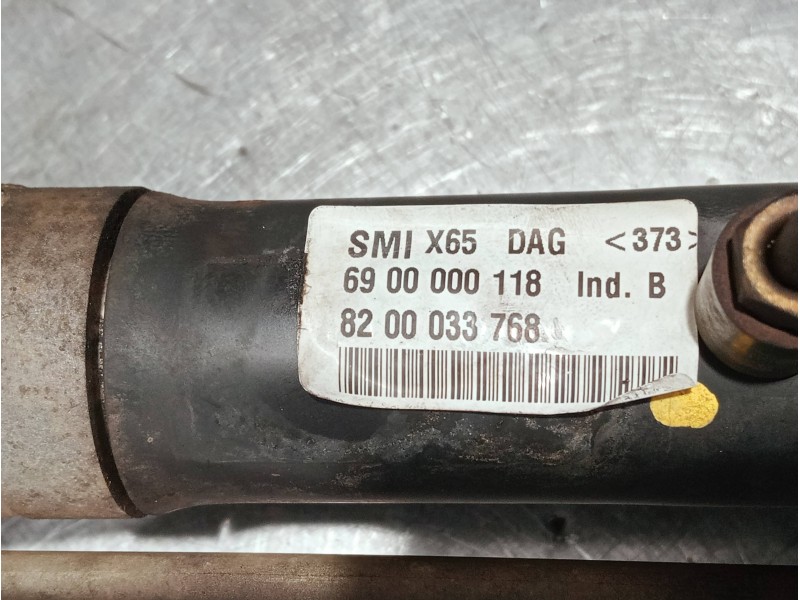 SMI X65 DAG <373>
69 00 000 118 Ind. B
82 00 033 768